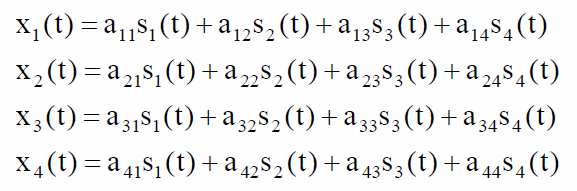 x₁(t) = a₁₁s₁(t) + a₁₂s₂(t) + a₁₃s₃(t) + a₁₄s₄(t)
x₂(t) = a₂₁s₁(t) + a₂₂s₂(t) + a₂₃s₃(t) + a₂₄s₄(t)
x₃(t) = a₃₁s₁(t) + a₃₂s₂(t) + a₃₃s₃(t) + a₃₄s₄(t)
x₄(t) = a₄₁s₁(t) + a₄₂s₂(t) + a₄₃s₃(t) + a₄₄s₄(t)